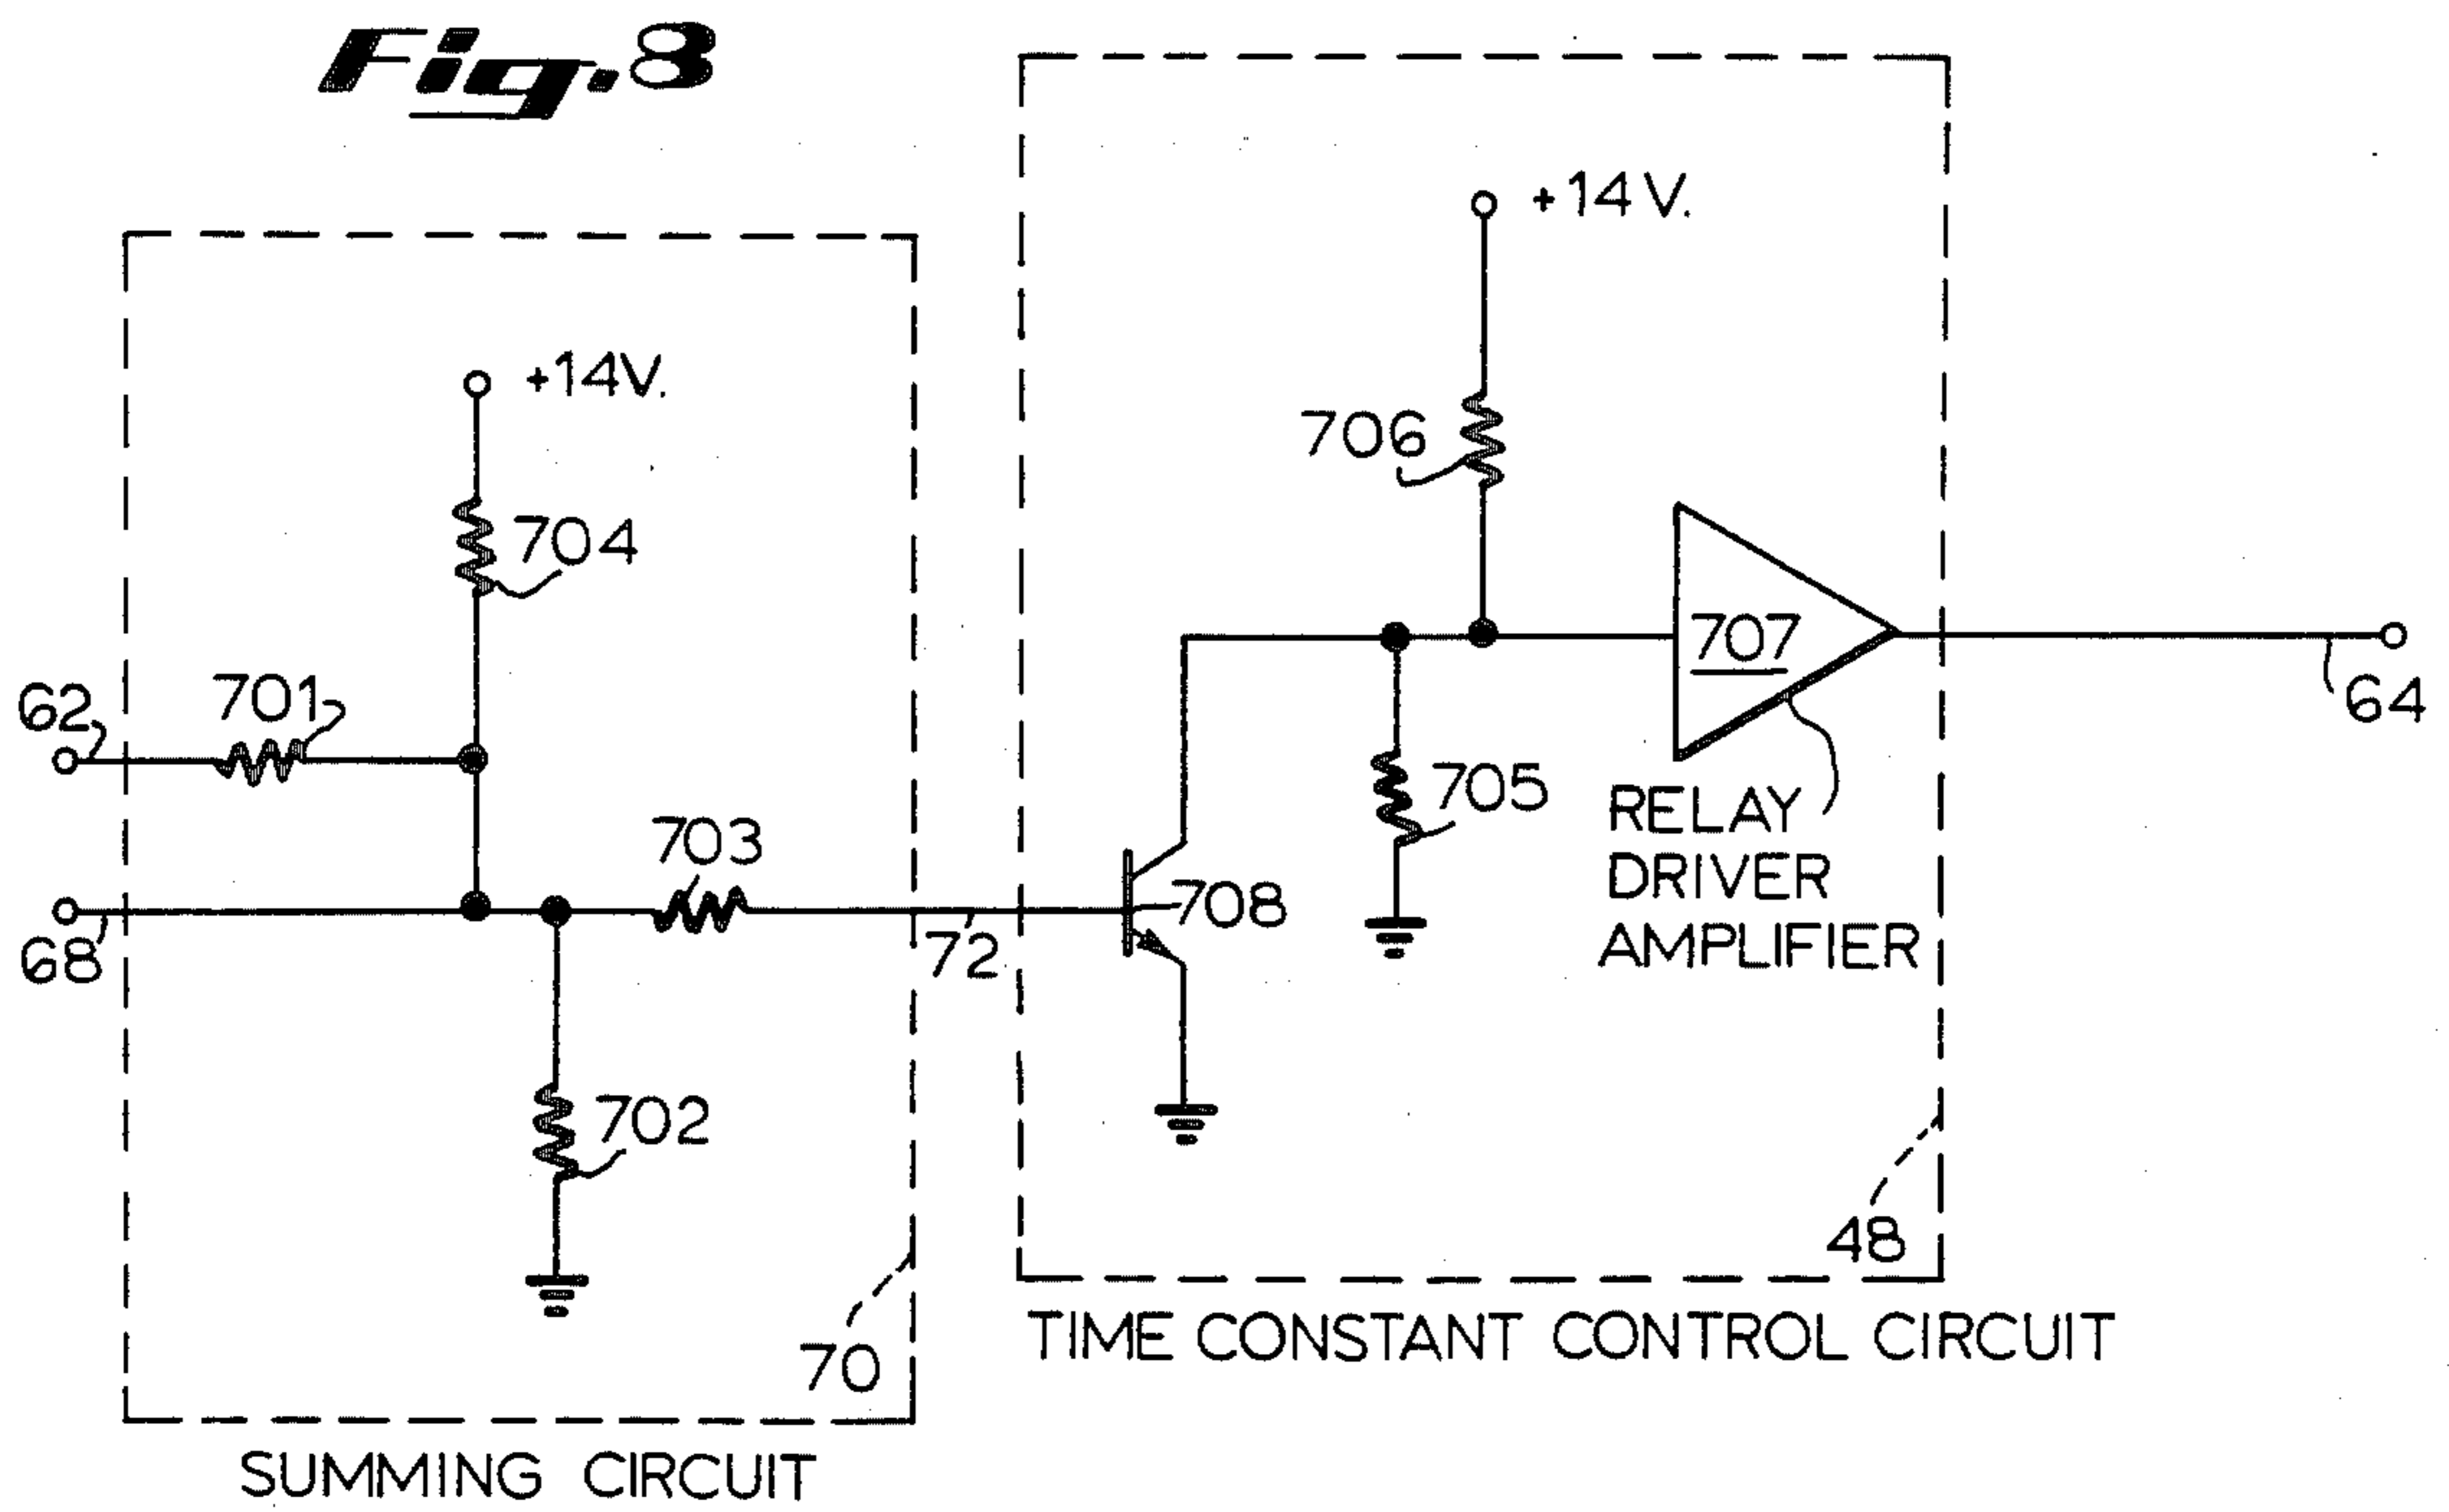 Fig.8
+14V.
+14V.
706
704
707
62
701
64
705
RELAY
DRIVER
AMPLIFIER
703
708
68
72
702
48
70
TIME CONSTANT CONTROL CIRCUIT
SUMMING CIRCUIT